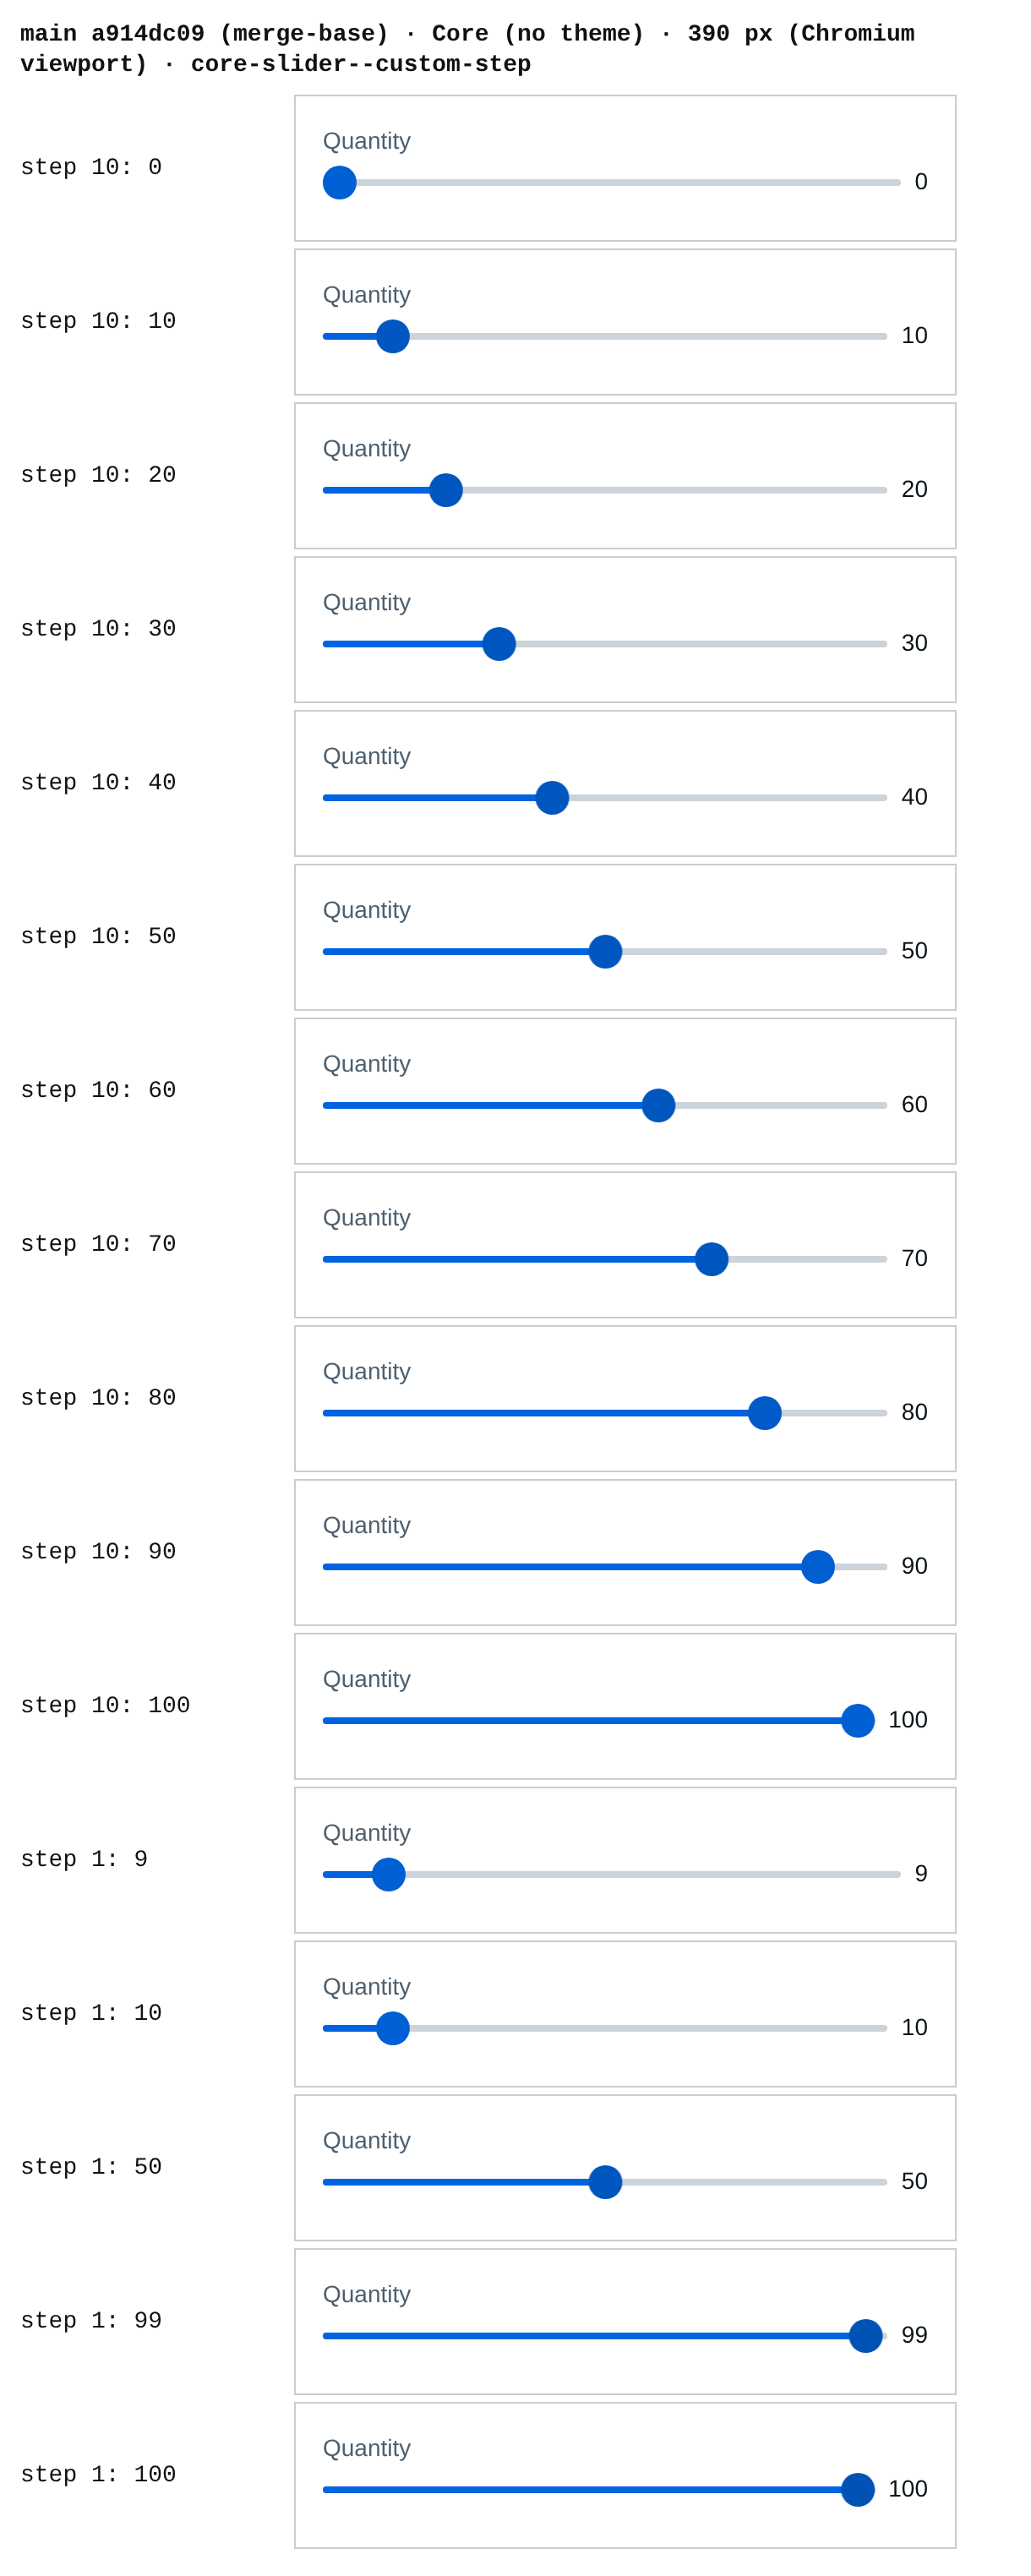 main a914dc09 (merge-base) · Core (no theme) · 390 px (Chromium
viewport) · core-slider--custom-step
Quantity
step 10: 0
0
Quantity
step 10: 10
10
Quantity
step 10: 20
20
Quantity
step 10: 30
30
Quantity
step 10: 40
40
Quantity
step 10: 50
50
Quantity
step 10: 60
60
Quantity
step 10: 70
70
Quantity
step 10: 80
80
Quantity
step 10: 90
90
Quantity
step 10: 100
100
Quantity
step 1: 9
9
Quantity
step 1: 10
10
Quantity
step 1: 50
50
Quantity
step 1: 99
99
Quantity
step 1: 100
100